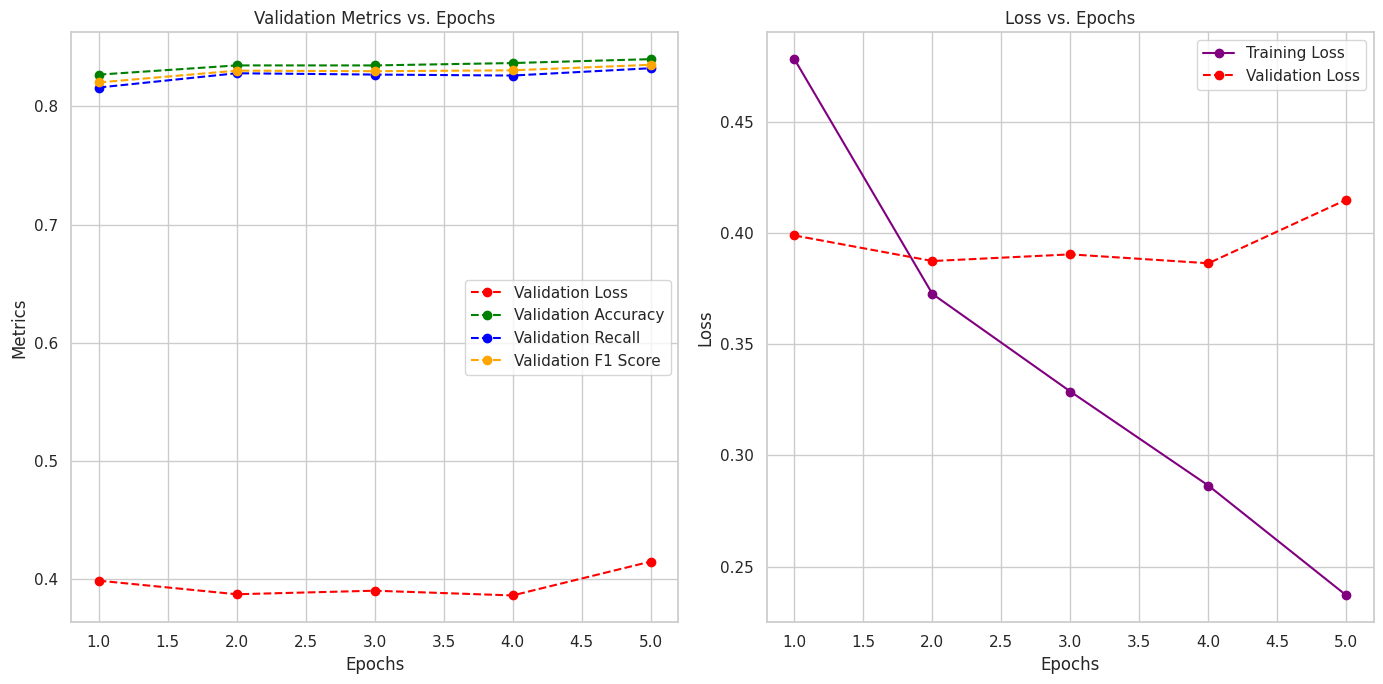 Validation Metrics vs. Epochs
0.8
0.7
0.6
0.5
0.4
Metrics
Validation Loss
Validation Accuracy
Validation Recall
Validation F1 Score
1.0 1.5 2.0 2.5 3.0 3.5 4.0 4.5 5.0
Epochs
Loss vs. Epochs
Training Loss
Validation Loss
0.45
0.40
0.35
0.30
0.25
Loss
1.0 1.5 2.0 2.5 3.0 3.5 4.0 4.5 5.0
Epochs